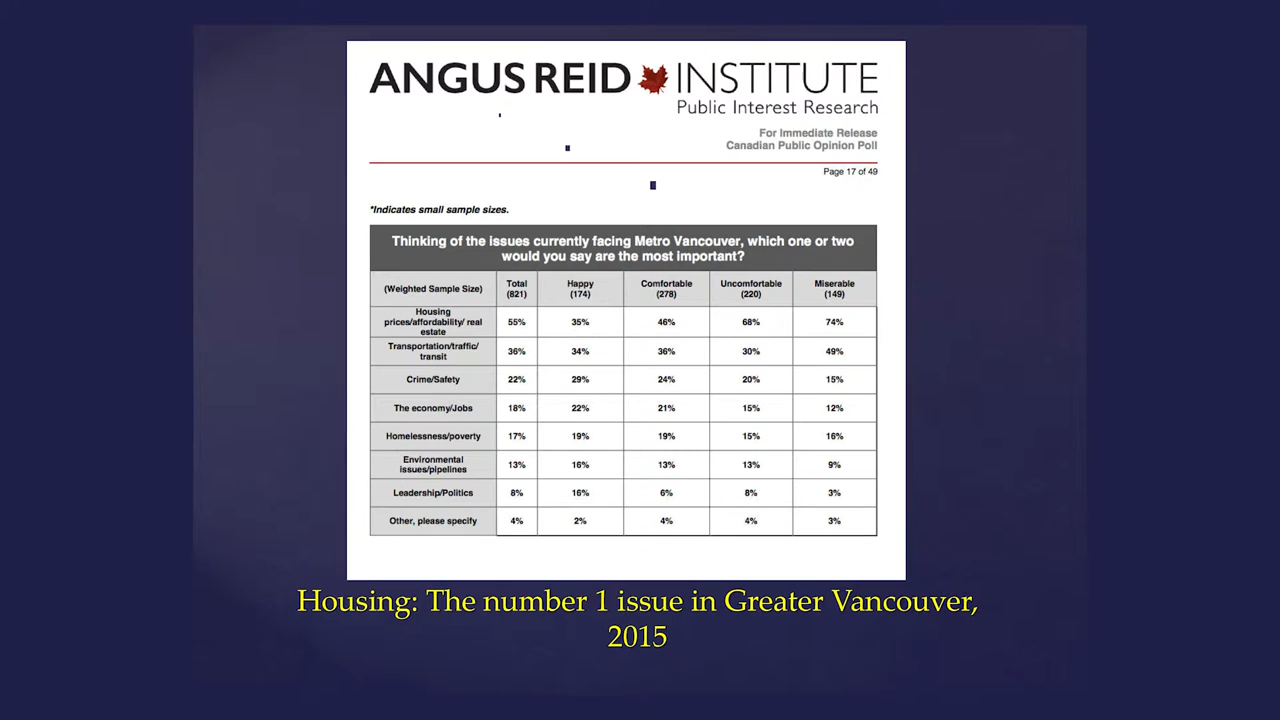 ANGUS REID INSTITUTE
Public Interest Research
For Immediate Release
Canadian Public Opinion Poll
Page 17 of 49
*Indicates small sample sizes.
Thinking of the issues currently facing Metro Vancouver, which one or two
would you say are the most important?
(Weighted Sample Size) Total (821) Happy (174) Comfortable (278) Uncomfortable (220) Miserable (149)
Housing prices/affordability/ real estate 55% 35% 46% 68% 74%
Transportation/traffic/ transit 36% 34% 36% 30% 49%
Crime/Safety 22% 29% 24% 20% 15%
The economy/Jobs 18% 22% 21% 15% 12%
Homelessness/poverty 17% 19% 19% 15% 16%
Environmental issues/pipelines 13% 16% 13% 13% 9%
Leadership/Politics 8% 16% 6% 8% 3%
Other, please specify 4% 2% 4% 4% 3%
Housing: The number 1 issue in Greater Vancouver,
2015